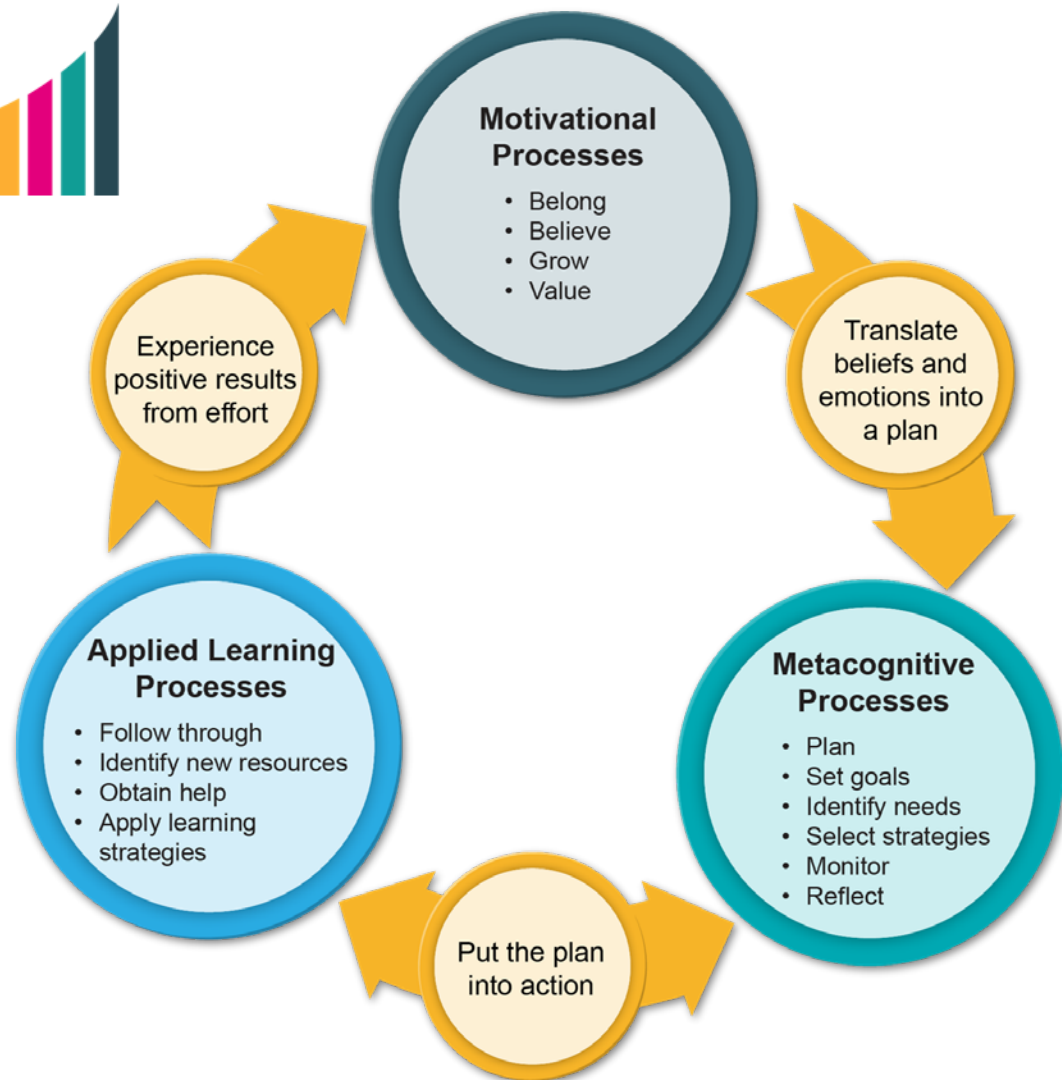 Motivational
Processes
• Belong
• Believe
• Grow
• Value
Translate
beliefs and
emotions into
a plan
Metacognitive
Processes
• Plan
• Set goals
• Identify needs
• Select strategies
• Monitor
• Reflect
Put the plan
into action
Applied Learning
Processes
• Follow through
• Identify new resources
• Obtain help
• Apply learning
strategies
Experience
positive results
from effort